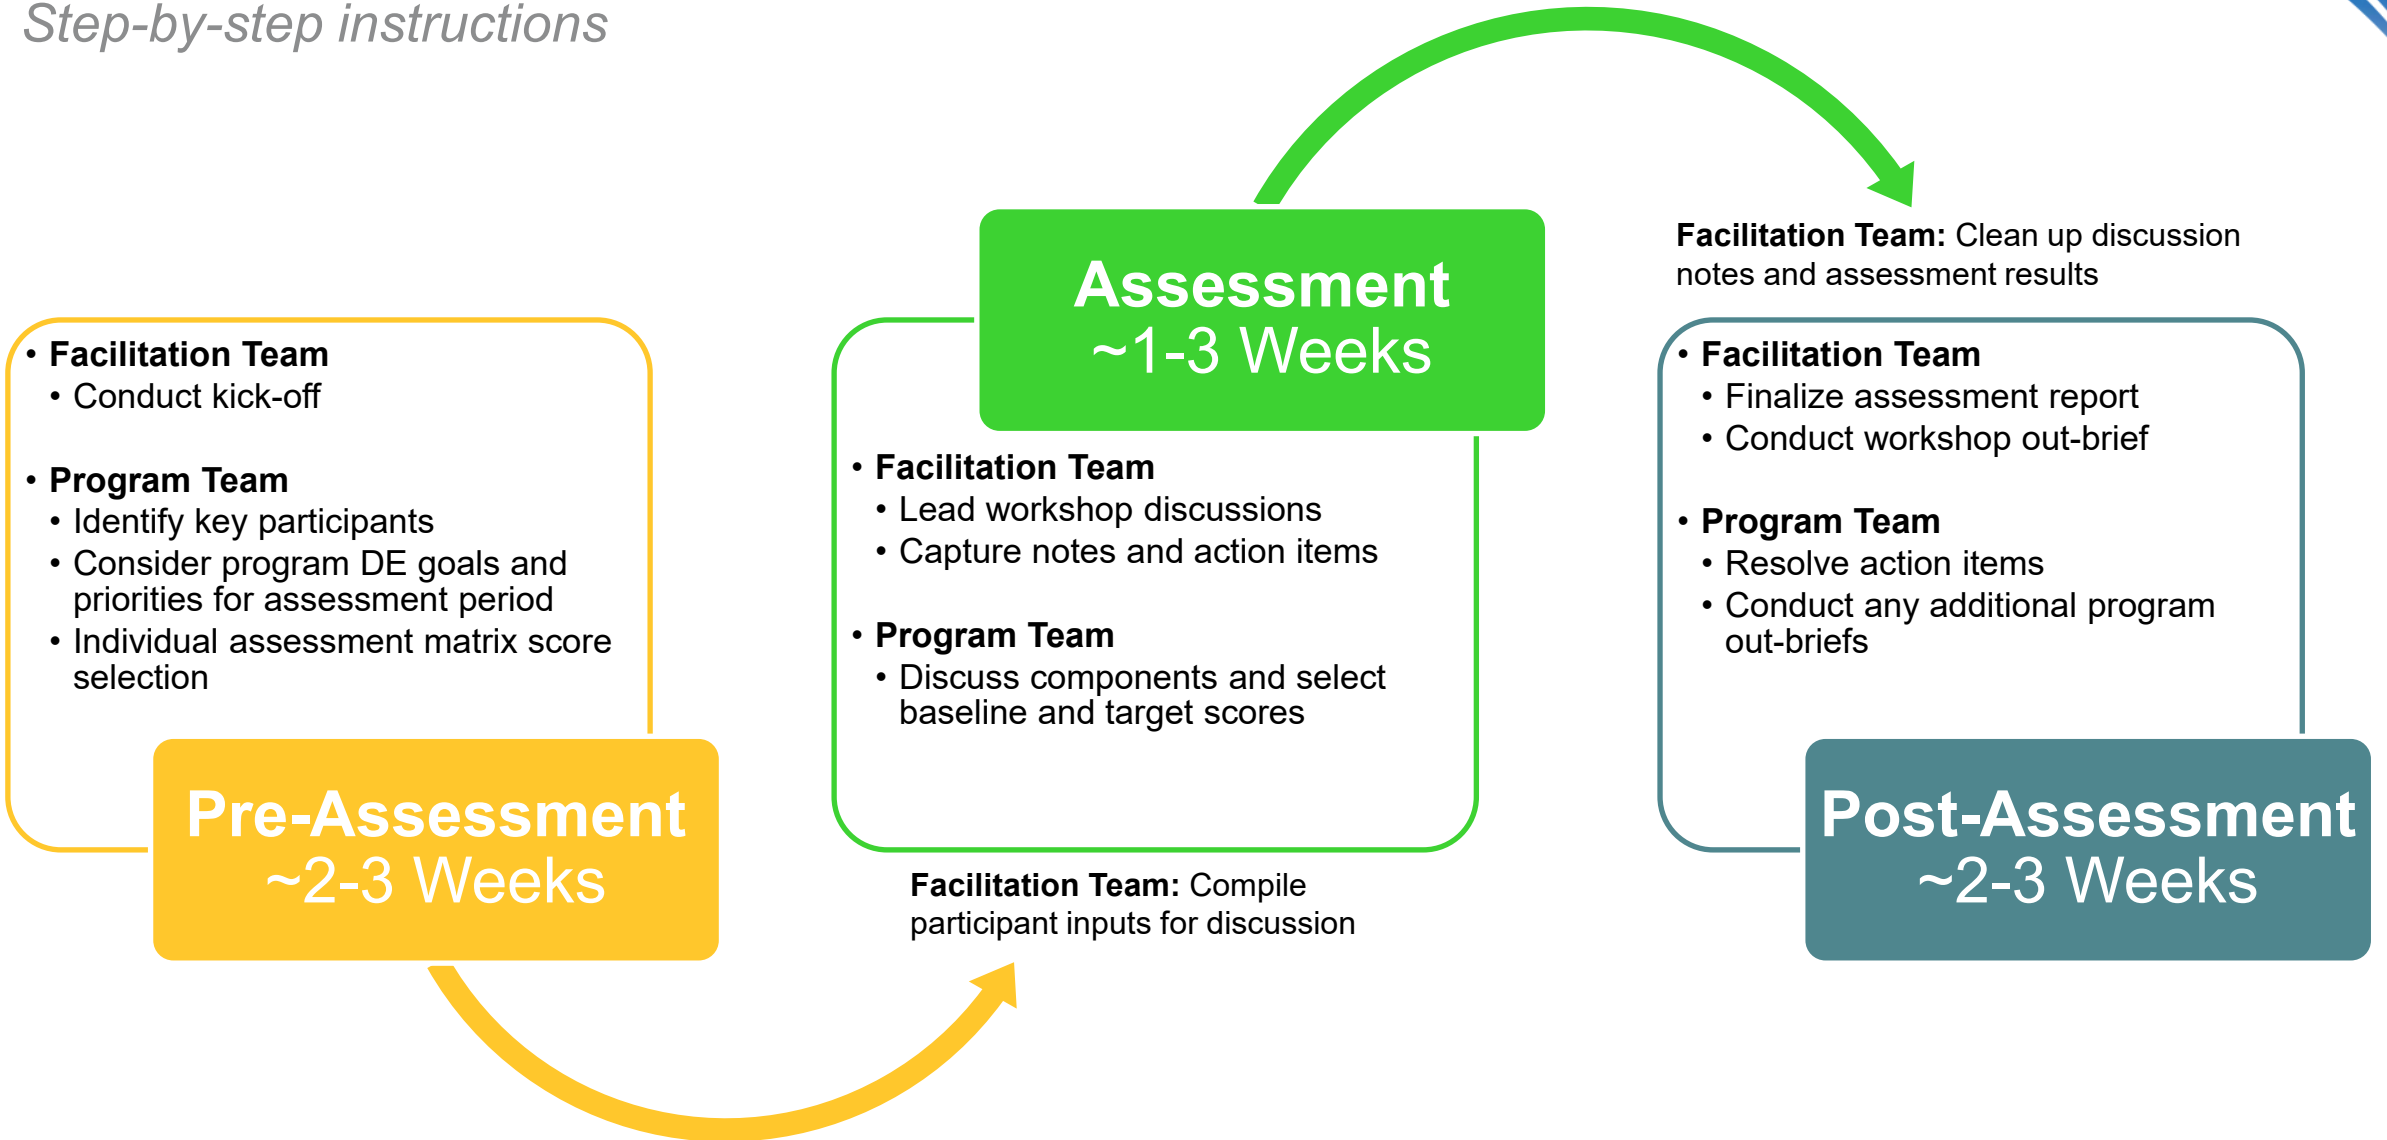 Step-by-step instructions
• Facilitation Team
• Conduct kick-off
• Program Team
• Identify key participants
• Consider program DE goals and
priorities for assessment period
• Individual assessment matrix score
selection
Pre-Assessment
~2-3 Weeks
Facilitation Team: Compile
participant inputs for discussion
Assessment
~1-3 Weeks
• Facilitation Team
• Lead workshop discussions
• Capture notes and action items
• Program Team
• Discuss components and select
baseline and target scores
Facilitation Team: Clean up discussion
notes and assessment results
• Facilitation Team
• Finalize assessment report
• Conduct workshop out-brief
• Program Team
• Resolve action items
• Conduct any additional program
out-briefs
Post-Assessment
~2-3 Weeks